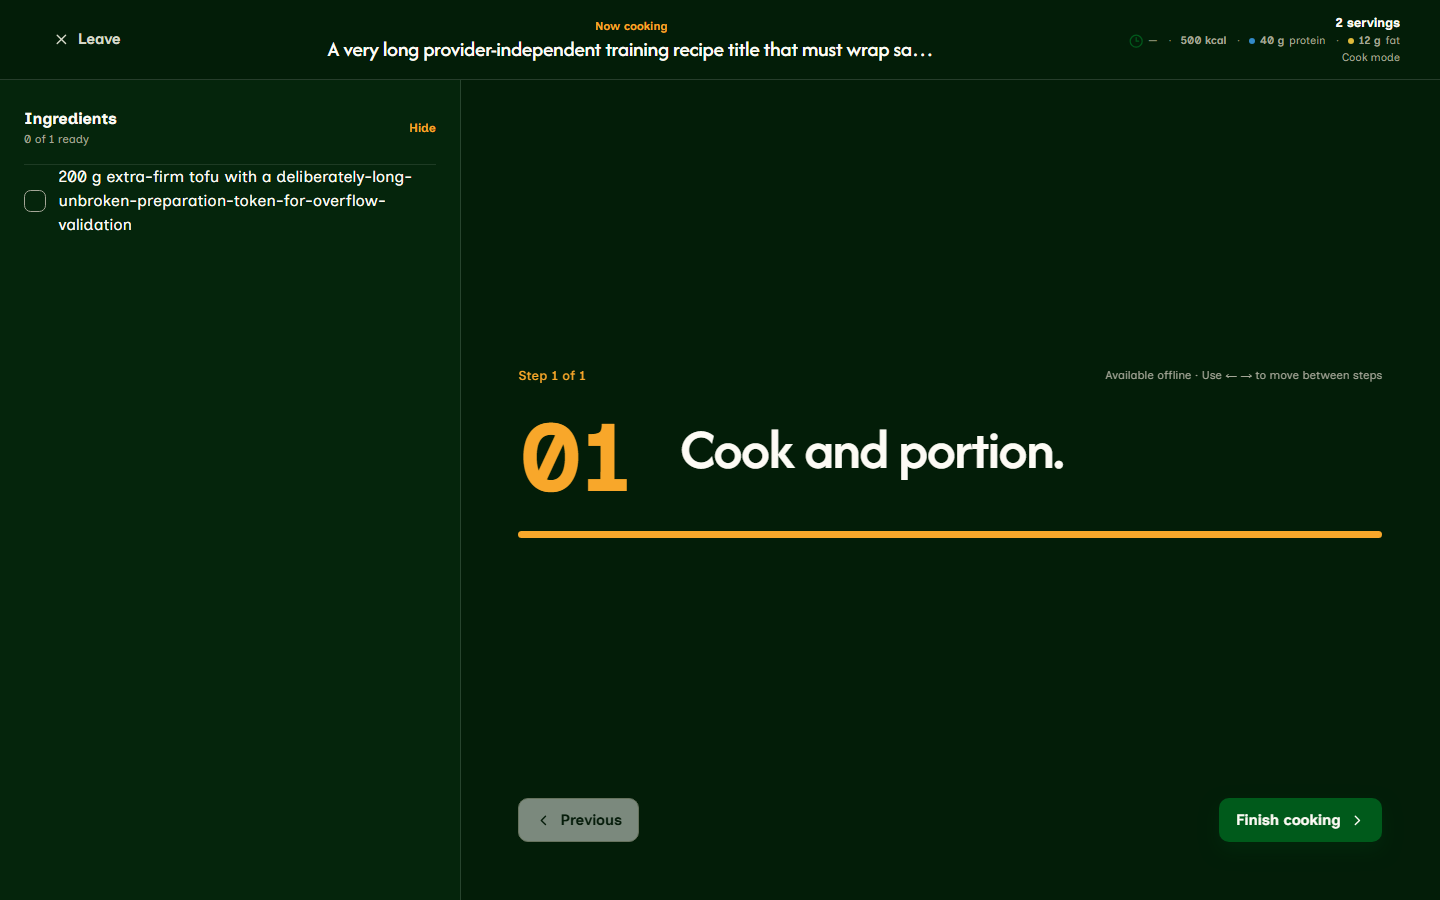 Leave
Now cooking
A very long provider-independent training recipe title that must wrap sa...
2 servings
— · 500 kcal · 40 g protein · 12 g fat
Cook mode
Ingredients
0 of 1 ready
Hide
200 g extra-firm tofu with a deliberately-long-
unbroken-preparation-token-for-overflow-
validation
Step 1 of 1
Available offline · Use ← → to move between steps
01
Cook and portion.
Previous
Finish cooking